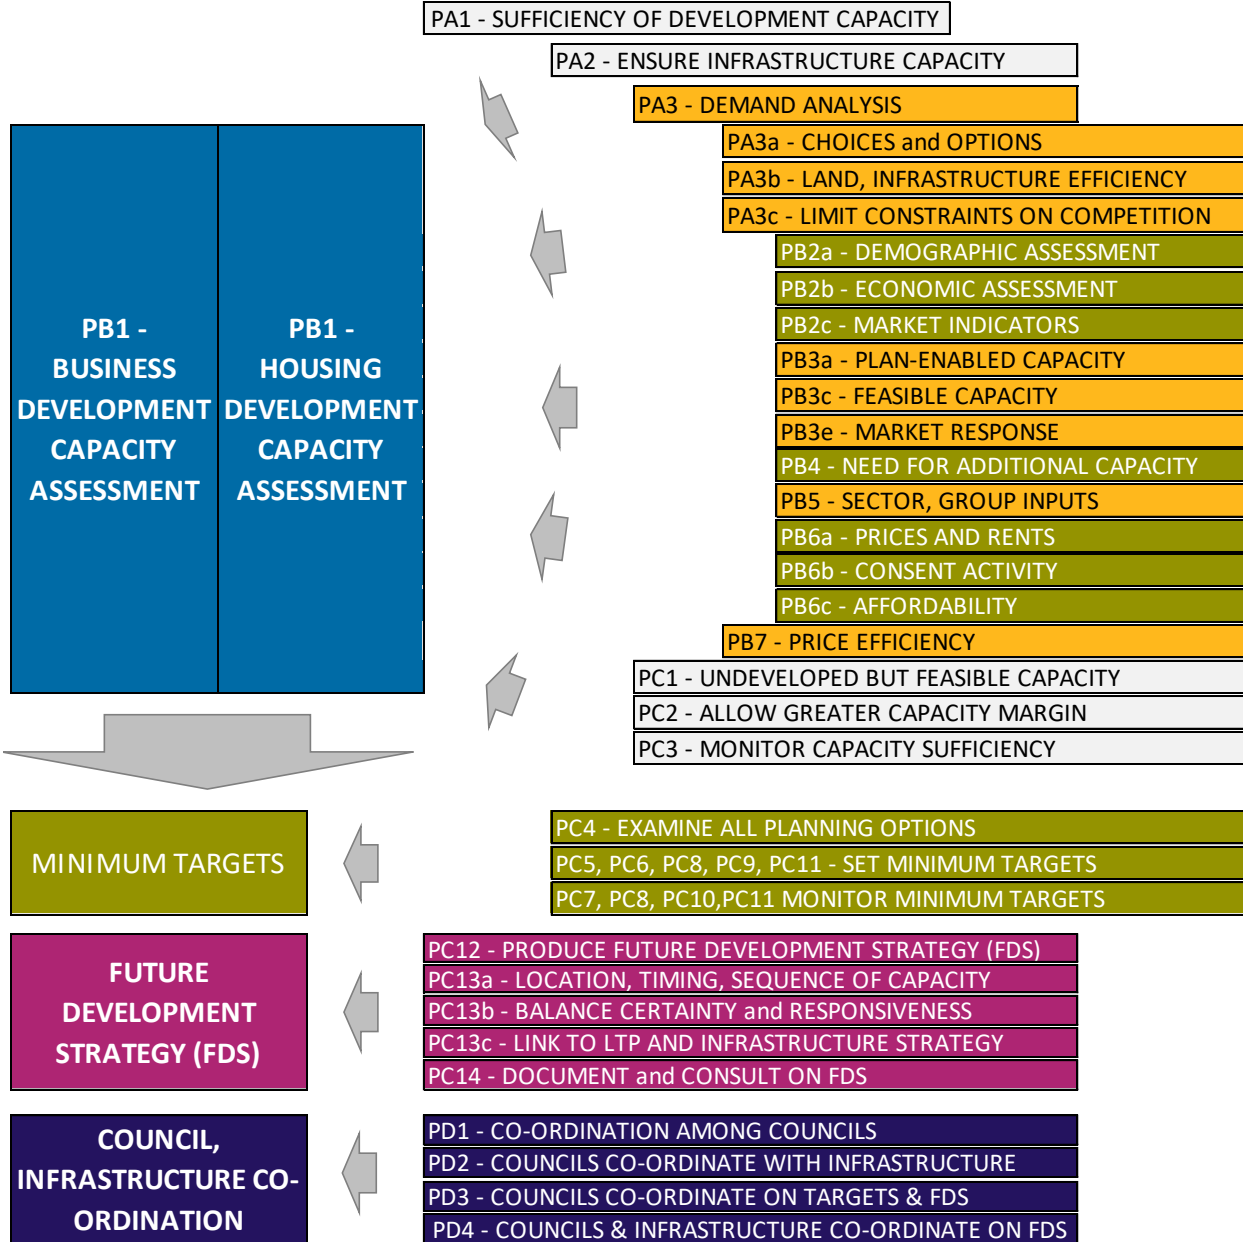 PA1 - SUFFICIENCY OF DEVELOPMENT CAPACITY
PA2 - ENSURE INFRASTRUCTURE CAPACITY
PA3 - DEMAND ANALYSIS
PA3a - CHOICES and OPTIONS
PA3b - LAND, INFRASTRUCTURE EFFICIENCY
PA3c - LIMIT CONSTRAINTS ON COMPETITION
PB2a - DEMOGRAPHIC ASSESSMENT
PB2b - ECONOMIC ASSESSMENT
PB2c - MARKET INDICATORS
PB3a - PLAN-ENABLED CAPACITY
PB3c - FEASIBLE CAPACITY
PB3e - MARKET RESPONSE
PB4 - NEED FOR ADDITIONAL CAPACITY
PB5 - SECTOR, GROUP INPUTS
PB6a - PRICES AND RENTS
PB6b - CONSENT ACTIVITY
PB6c - AFFORDABILITY
PB7 - PRICE EFFICIENCY
PC1 - UNDEVELOPED BUT FEASIBLE CAPACITY
PC2 - ALLOW GREATER CAPACITY MARGIN
PC3 - MONITOR CAPACITY SUFFICIENCY
PB1 -
BUSINESS
DEVELOPMENT
CAPACITY
ASSESSMENT
PB1 -
HOUSING
DEVELOPMENT
CAPACITY
ASSESSMENT
MINIMUM TARGETS
PC4 - EXAMINE ALL PLANNING OPTIONS
PC5, PC6, PC8, PC9, PC11 - SET MINIMUM TARGETS
PC7, PC8, PC10,PC11 MONITOR MINIMUM TARGETS
FUTURE
DEVELOPMENT
STRATEGY (FDS)
PC12 - PRODUCE FUTURE DEVELOPMENT STRATEGY (FDS)
PC13a - LOCATION, TIMING, SEQUENCE OF CAPACITY
PC13b - BALANCE CERTAINTY and RESPONSIVENESS
PC13c - LINK TO LTP AND INFRASTRUCTURE STRATEGY
PC14 - DOCUMENT and CONSULT ON FDS
COUNCIL,
INFRASTRUCTURE CO-
ORDINATION
PD1 - CO-ORDINATION AMONG COUNCILS
PD2 - COUNCILS CO-ORDINATE WITH INFRASTRUCTURE
PD3 - COUNCILS CO-ORDINATE ON TARGETS & FDS
PD4 - COUNCILS & INFRASTRUCTURE CO-ORDINATE ON FDS